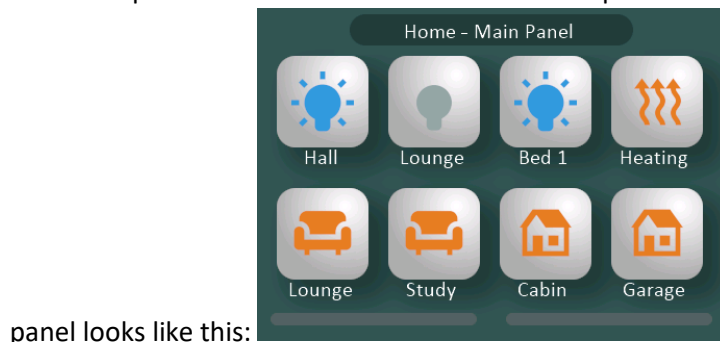 Home - Main Panel
Hall Lounge Bed 1 Heating
Lounge Study Cabin Garage
panel looks like this: